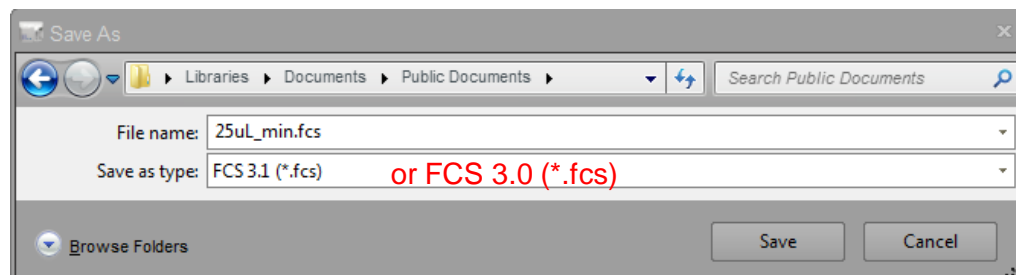 Save As
Libraries Documents Public Documents Search Public Documents
File name: 25uL_min.fcs
Save as type: FCS 3.1 (*.fcs) or FCS 3.0 (*.fcs)
Browse Folders Save Cancel